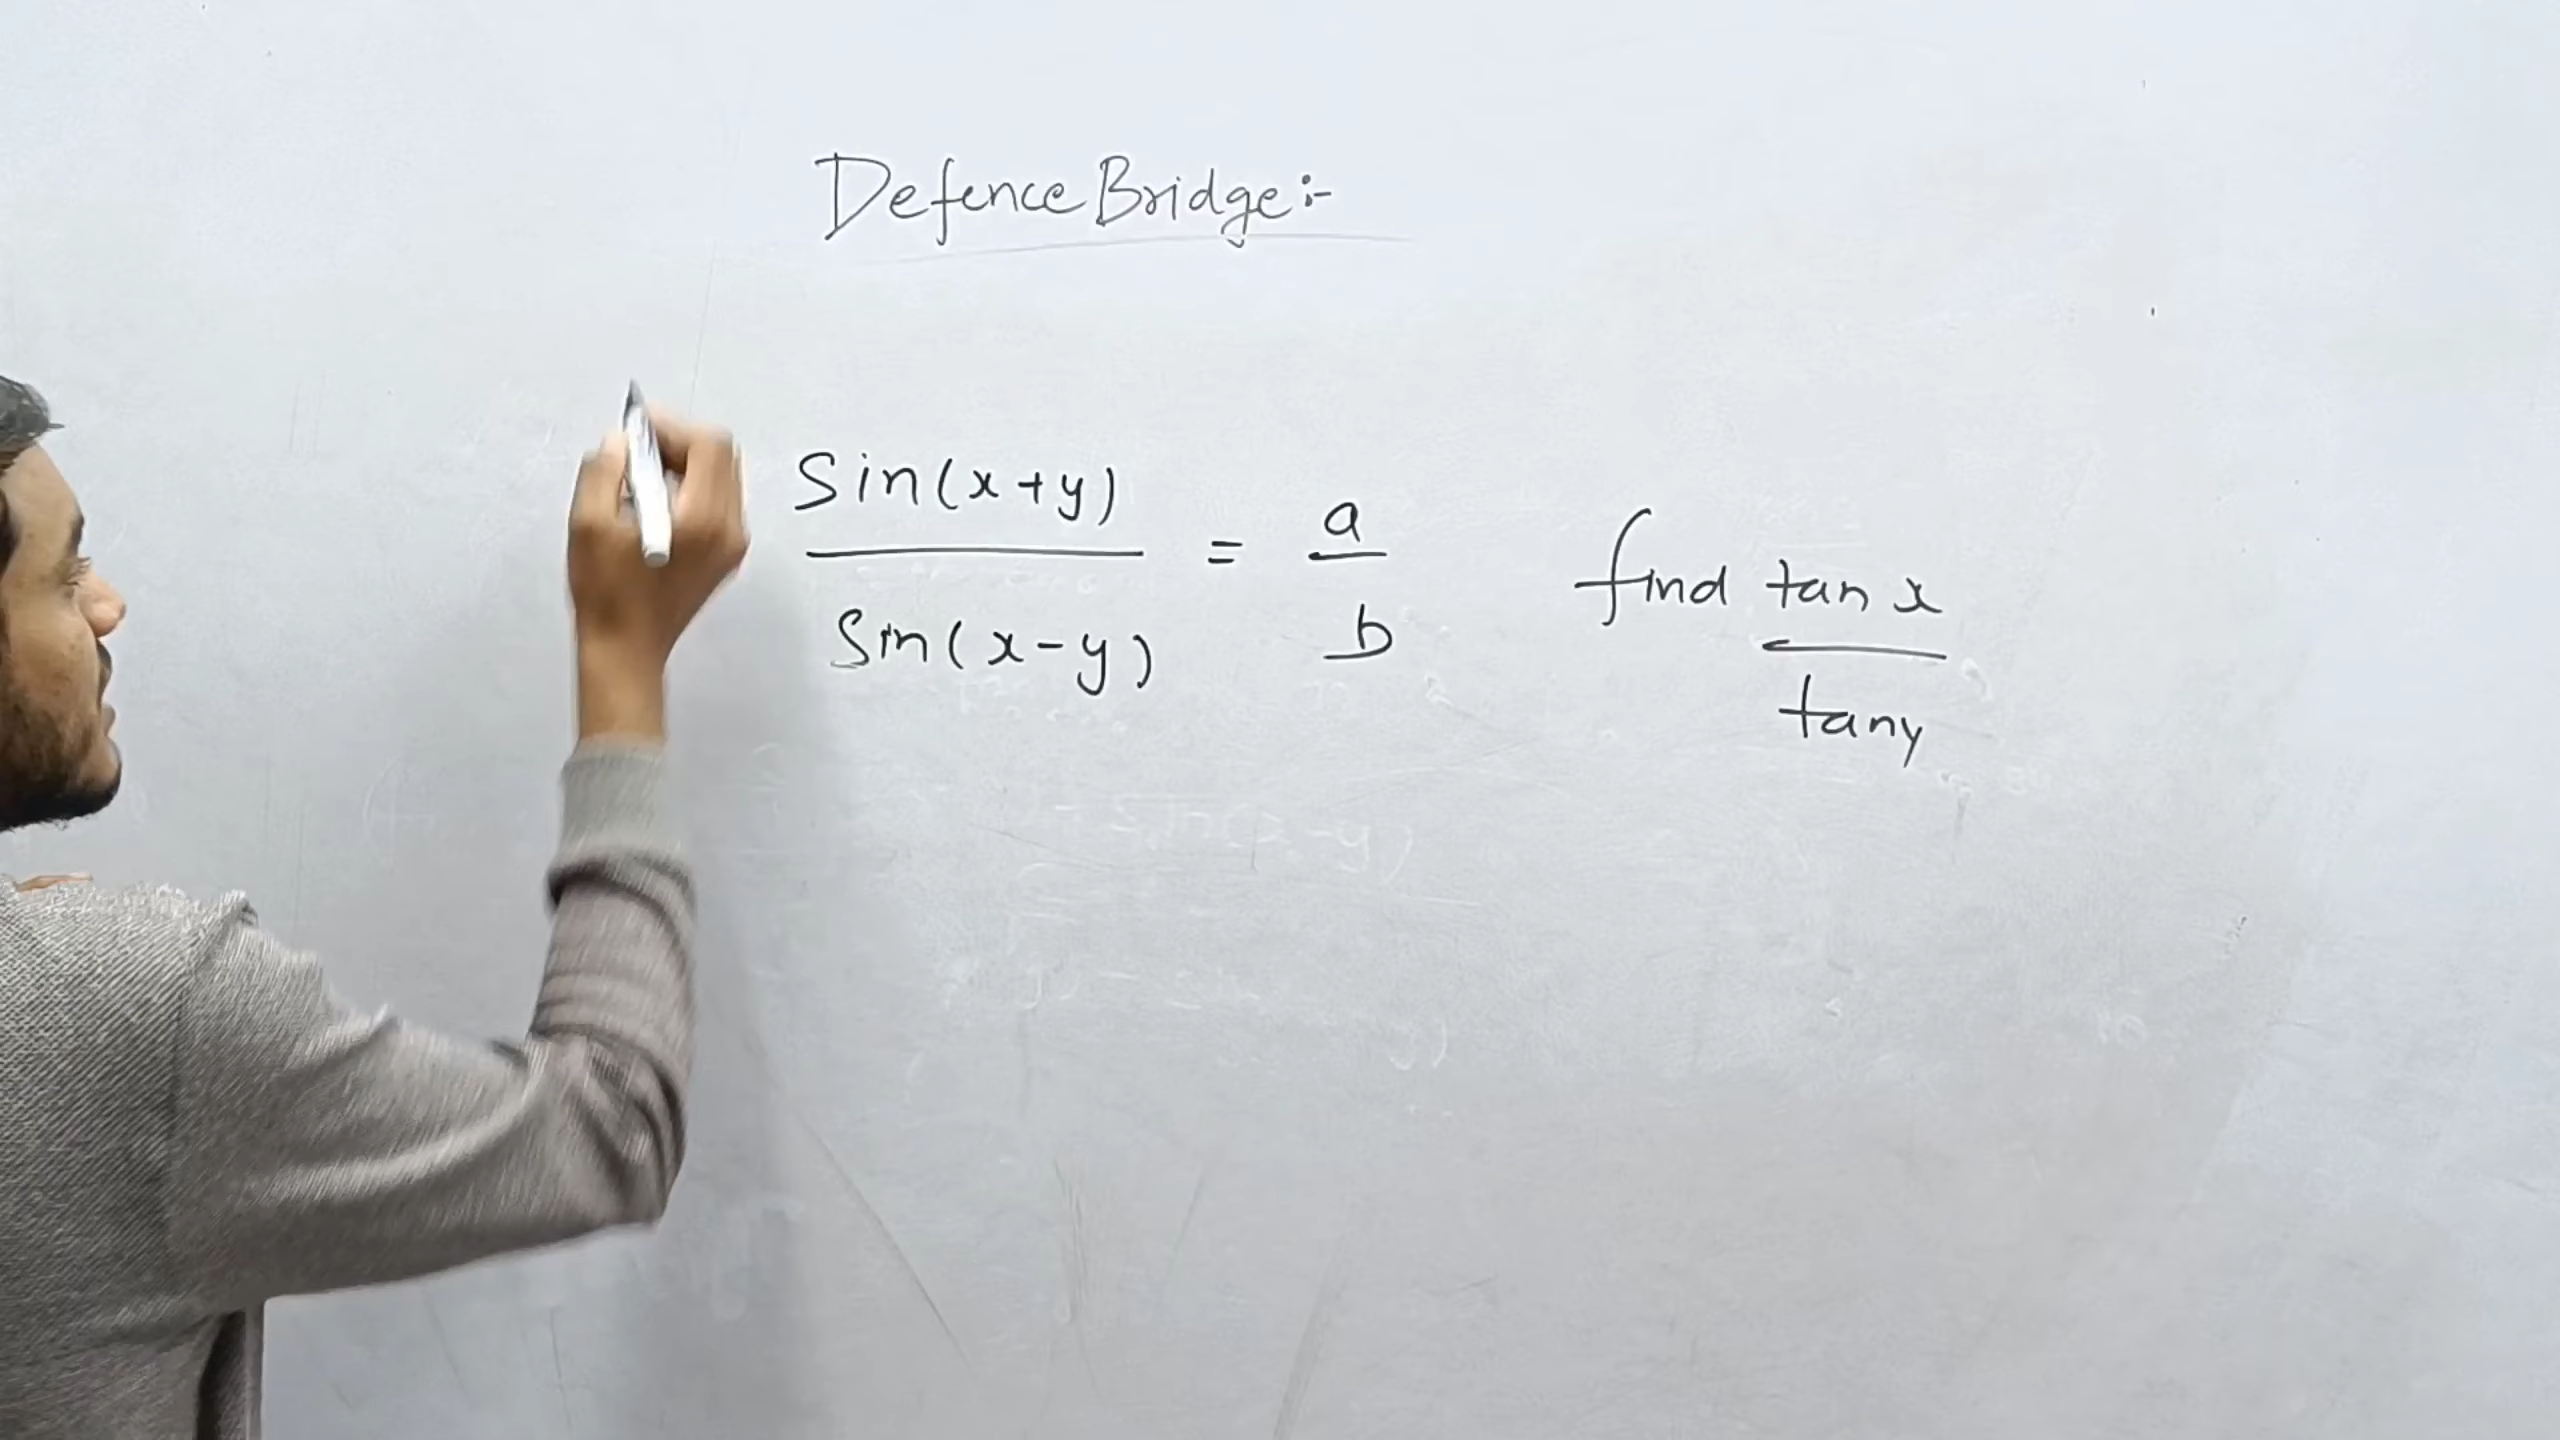 Defence Bridge:-
Sin(x+y)
= a
Sin(x-y) b
find tan x
tany